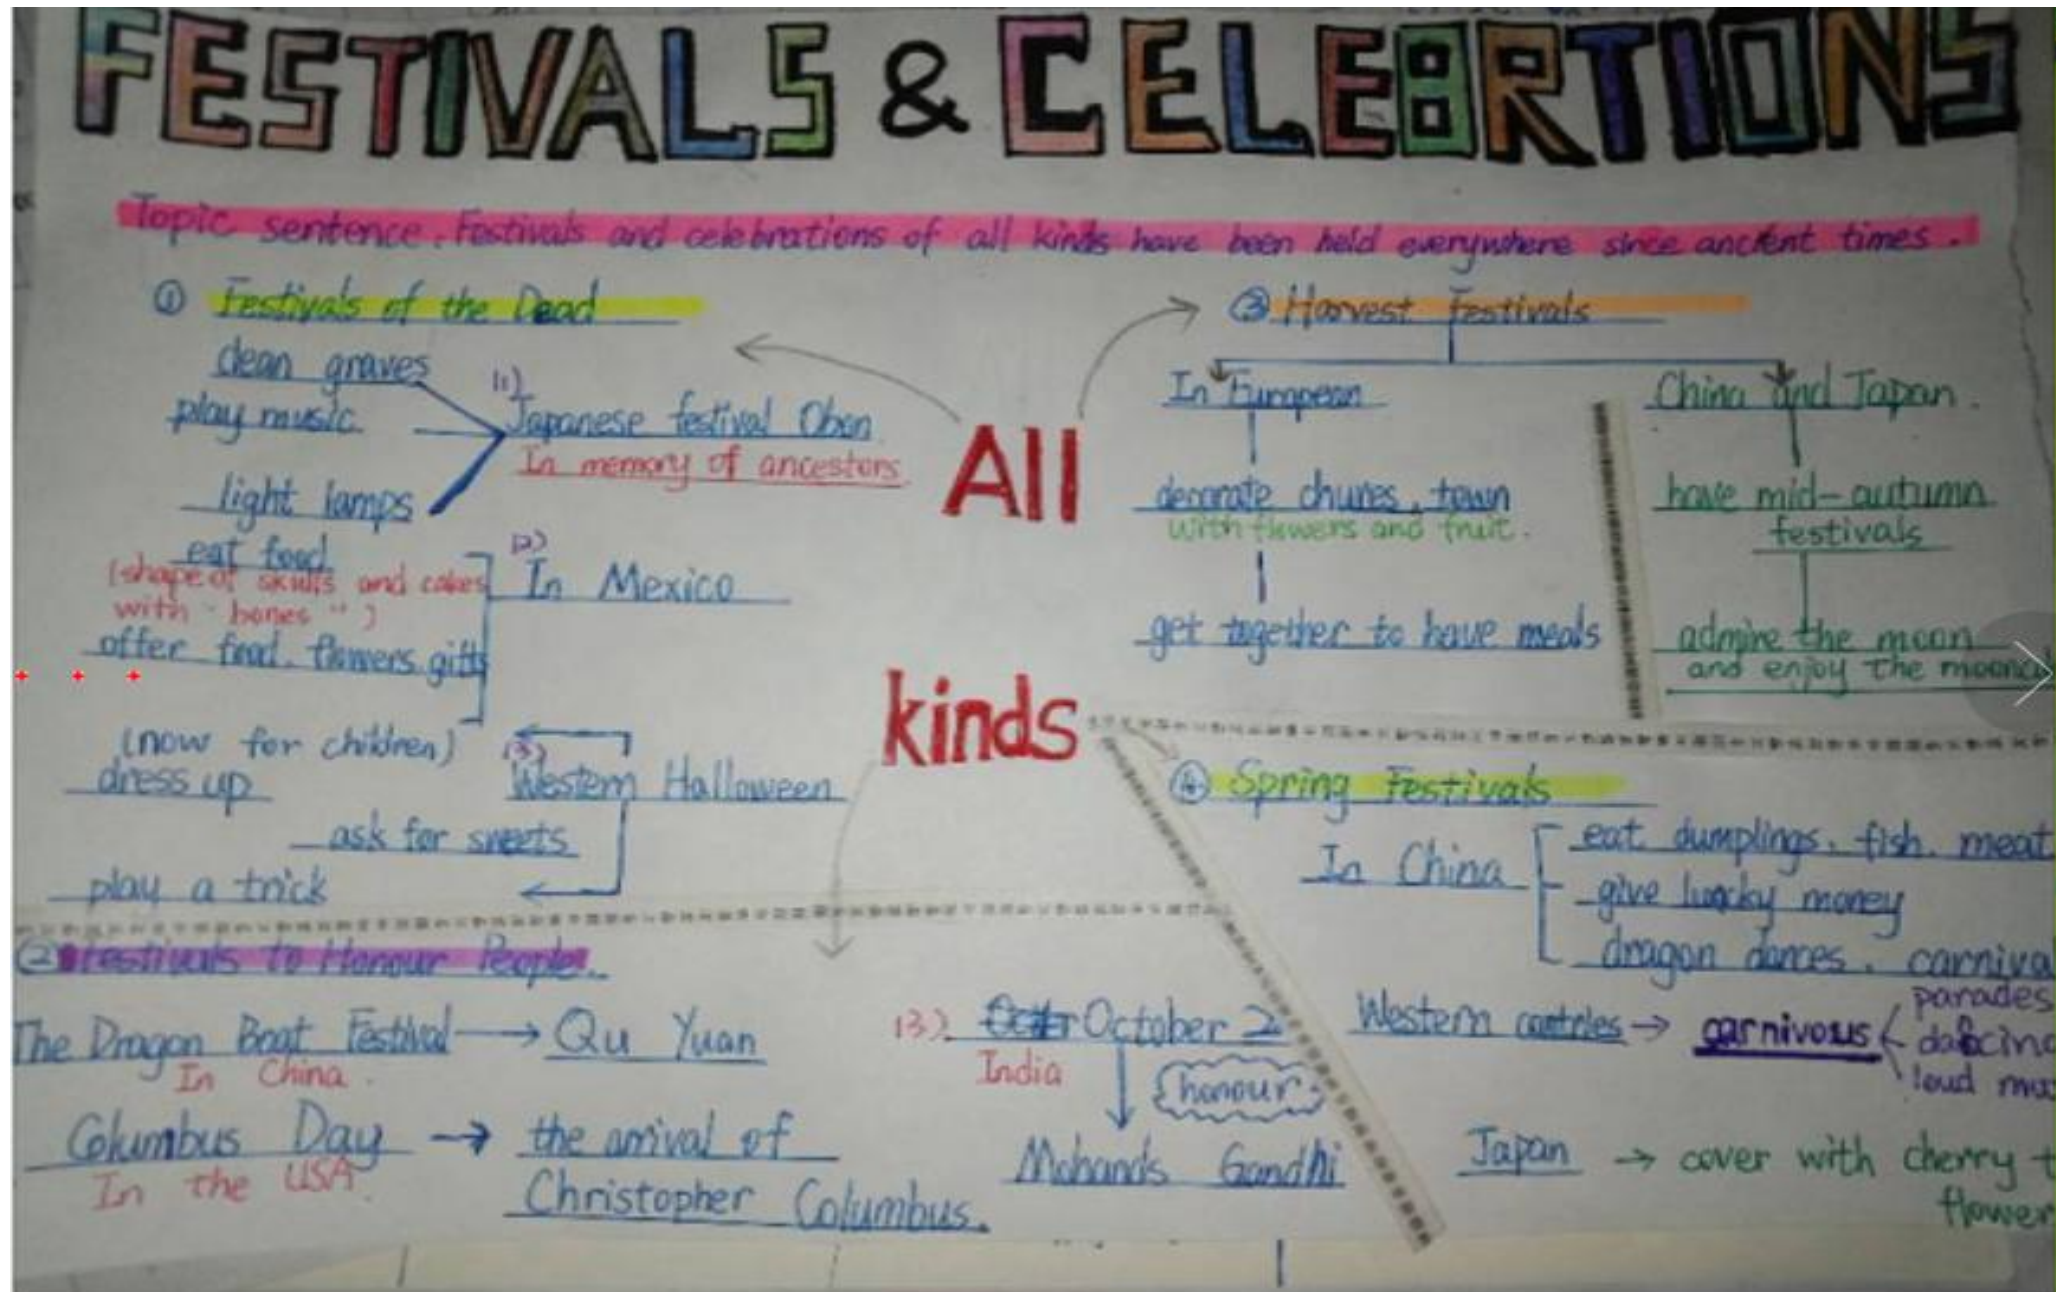 FESTIVALS & CELEBRTIONS
Topic sentence. Festivals and celebrations of all kinds have been held everywhere since ancient times.
① Festivals of the Dead
clean graves
play music
light lamps
1)
Japanese festival Obon
In memory of ancestors
eat food
(shape of skulls and cakes
with "bones")
offer food. flowers. gifts
2)
In Mexico
(now for children)
dress up
ask for sweets
play a trick
(3)
Western Halloween
All
kinds
③ Harvest Festivals
In European
decorate churces, town
with flowers and fruit.
get together to have meals
China and Japan.
have mid-autumn
festivals
admire the moon
and enjoy the
② Festivals to Honour People.
The Dragon Boat Festival → Qu Yuan
In China.
Columbus Day → the arrival of
In the USA.
Christopher Columbus.
3) October 2
India
honour
Mohands Gandhi
④ Spring Festivals
In China
eat dumplings. fish. meat
give lucky money
dragon dances. carniva
Western → carnivous
parades
loud mus
Japan → cover with cherry t
flower